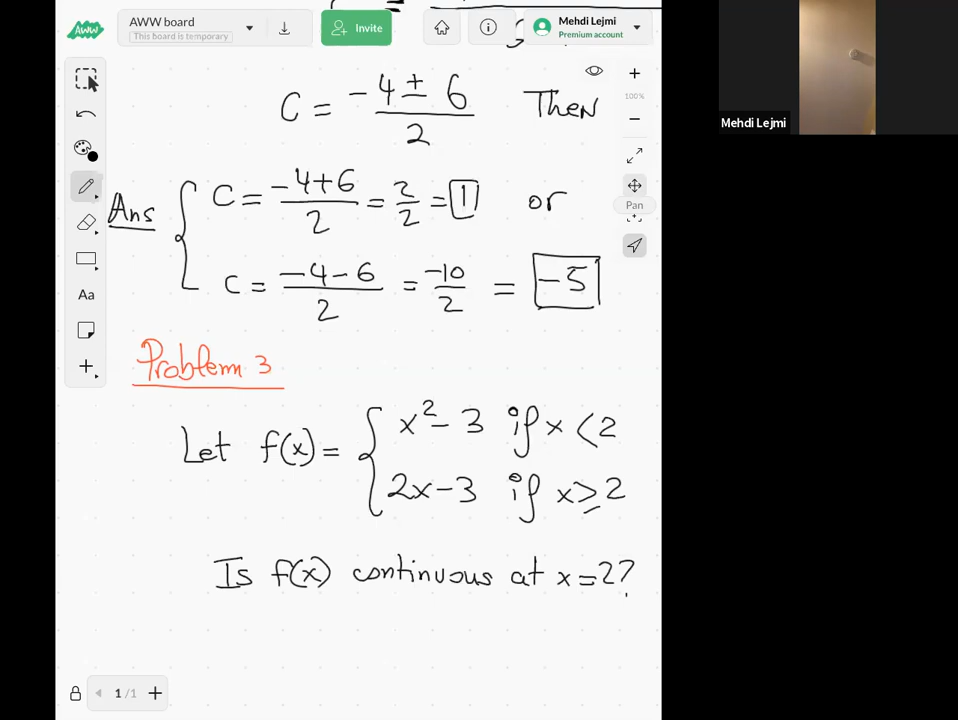 AWW board
This board is temporary
Invite
Mehdi Lejmi
Premium account
C = (-4 ± 6)/2 Then
100%
Ans { C = (-4+6)/2 = 2/2 = 1 or
C = (-4-6)/2 = -10/2 = -5
Pan
Aa
Problem 3
Let f(x) = { x² - 3 if x < 2
2x - 3 if x ≥ 2
Is f(x) continuous at x = 2?
1 / 1
Mehdi Lejmi